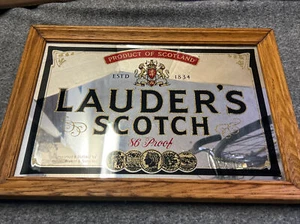 PRODUCT OF SCOTLAND
ESTD 1834
LAUDER'S
SCOTCH
86 Proof